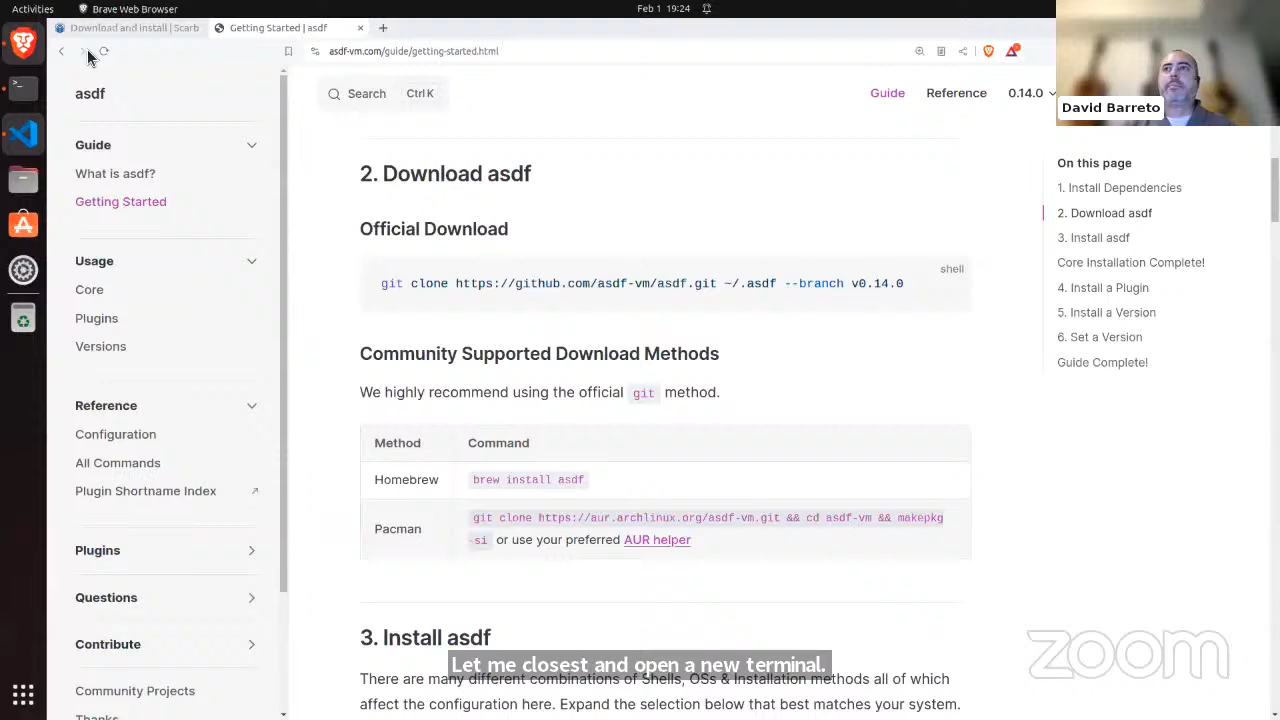 Activities
Brave Web Browser
Feb 1 19:24
Download and Install | Scarb
Getting Started | asdf
asdf-vm.com/guide/getting-started.html
asdf
Guide
What is asdf?
Getting Started
Usage
Core
Plugins
Versions
Reference
Configuration
All Commands
Plugin Shortname Index
Plugins
Questions
Contribute
Community Projects
Thanks
Search
Ctrl K
Guide
Reference
0.14.0
2. Download asdf
Official Download
shell
git clone https://github.com/asdf-vm/asdf.git ~/.asdf --branch v0.14.0
Community Supported Download Methods
We highly recommend using the official git method.
Method Command
Homebrew brew install asdf
Pacman git clone https://aur.archlinux.org/asdf-vm.git && cd asdf-vm && makepkg
-si or use your preferred AUR helper
3. Install asdf
Let me closest and open a new terminal.
There are many different combinations of Shells, OSs & Installation methods all of which
affect the configuration here. Expand the selection below that best matches your system.
David Barreto
On this page
1. Install Dependencies
2. Download asdf
3. Install asdf
Core Installation Complete!
4. Install a Plugin
5. Install a Version
6. Set a Version
Guide Complete!
zoom